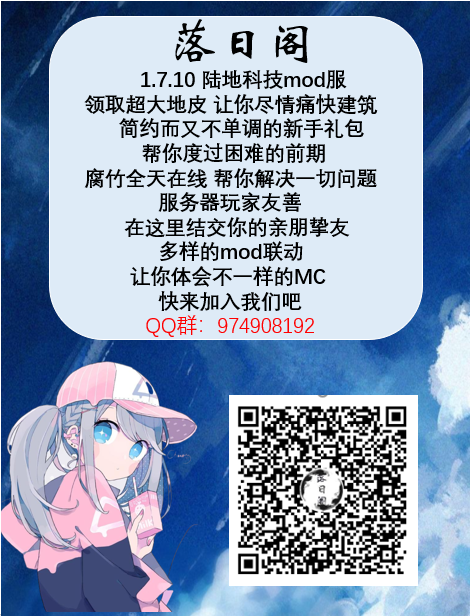 落日阁
1.7.10 陆地科技mod服
领取超大地皮 让你尽情痛快建筑
简约而又不单调的新手礼包
帮你度过困难的前期
腐竹全天在线 帮你解决一切问题
服务器玩家友善
在这里结交你的亲朋挚友
多样的mod联动
让你体会不一样的MC
快来加入我们吧
QQ群：974908192
落日阁